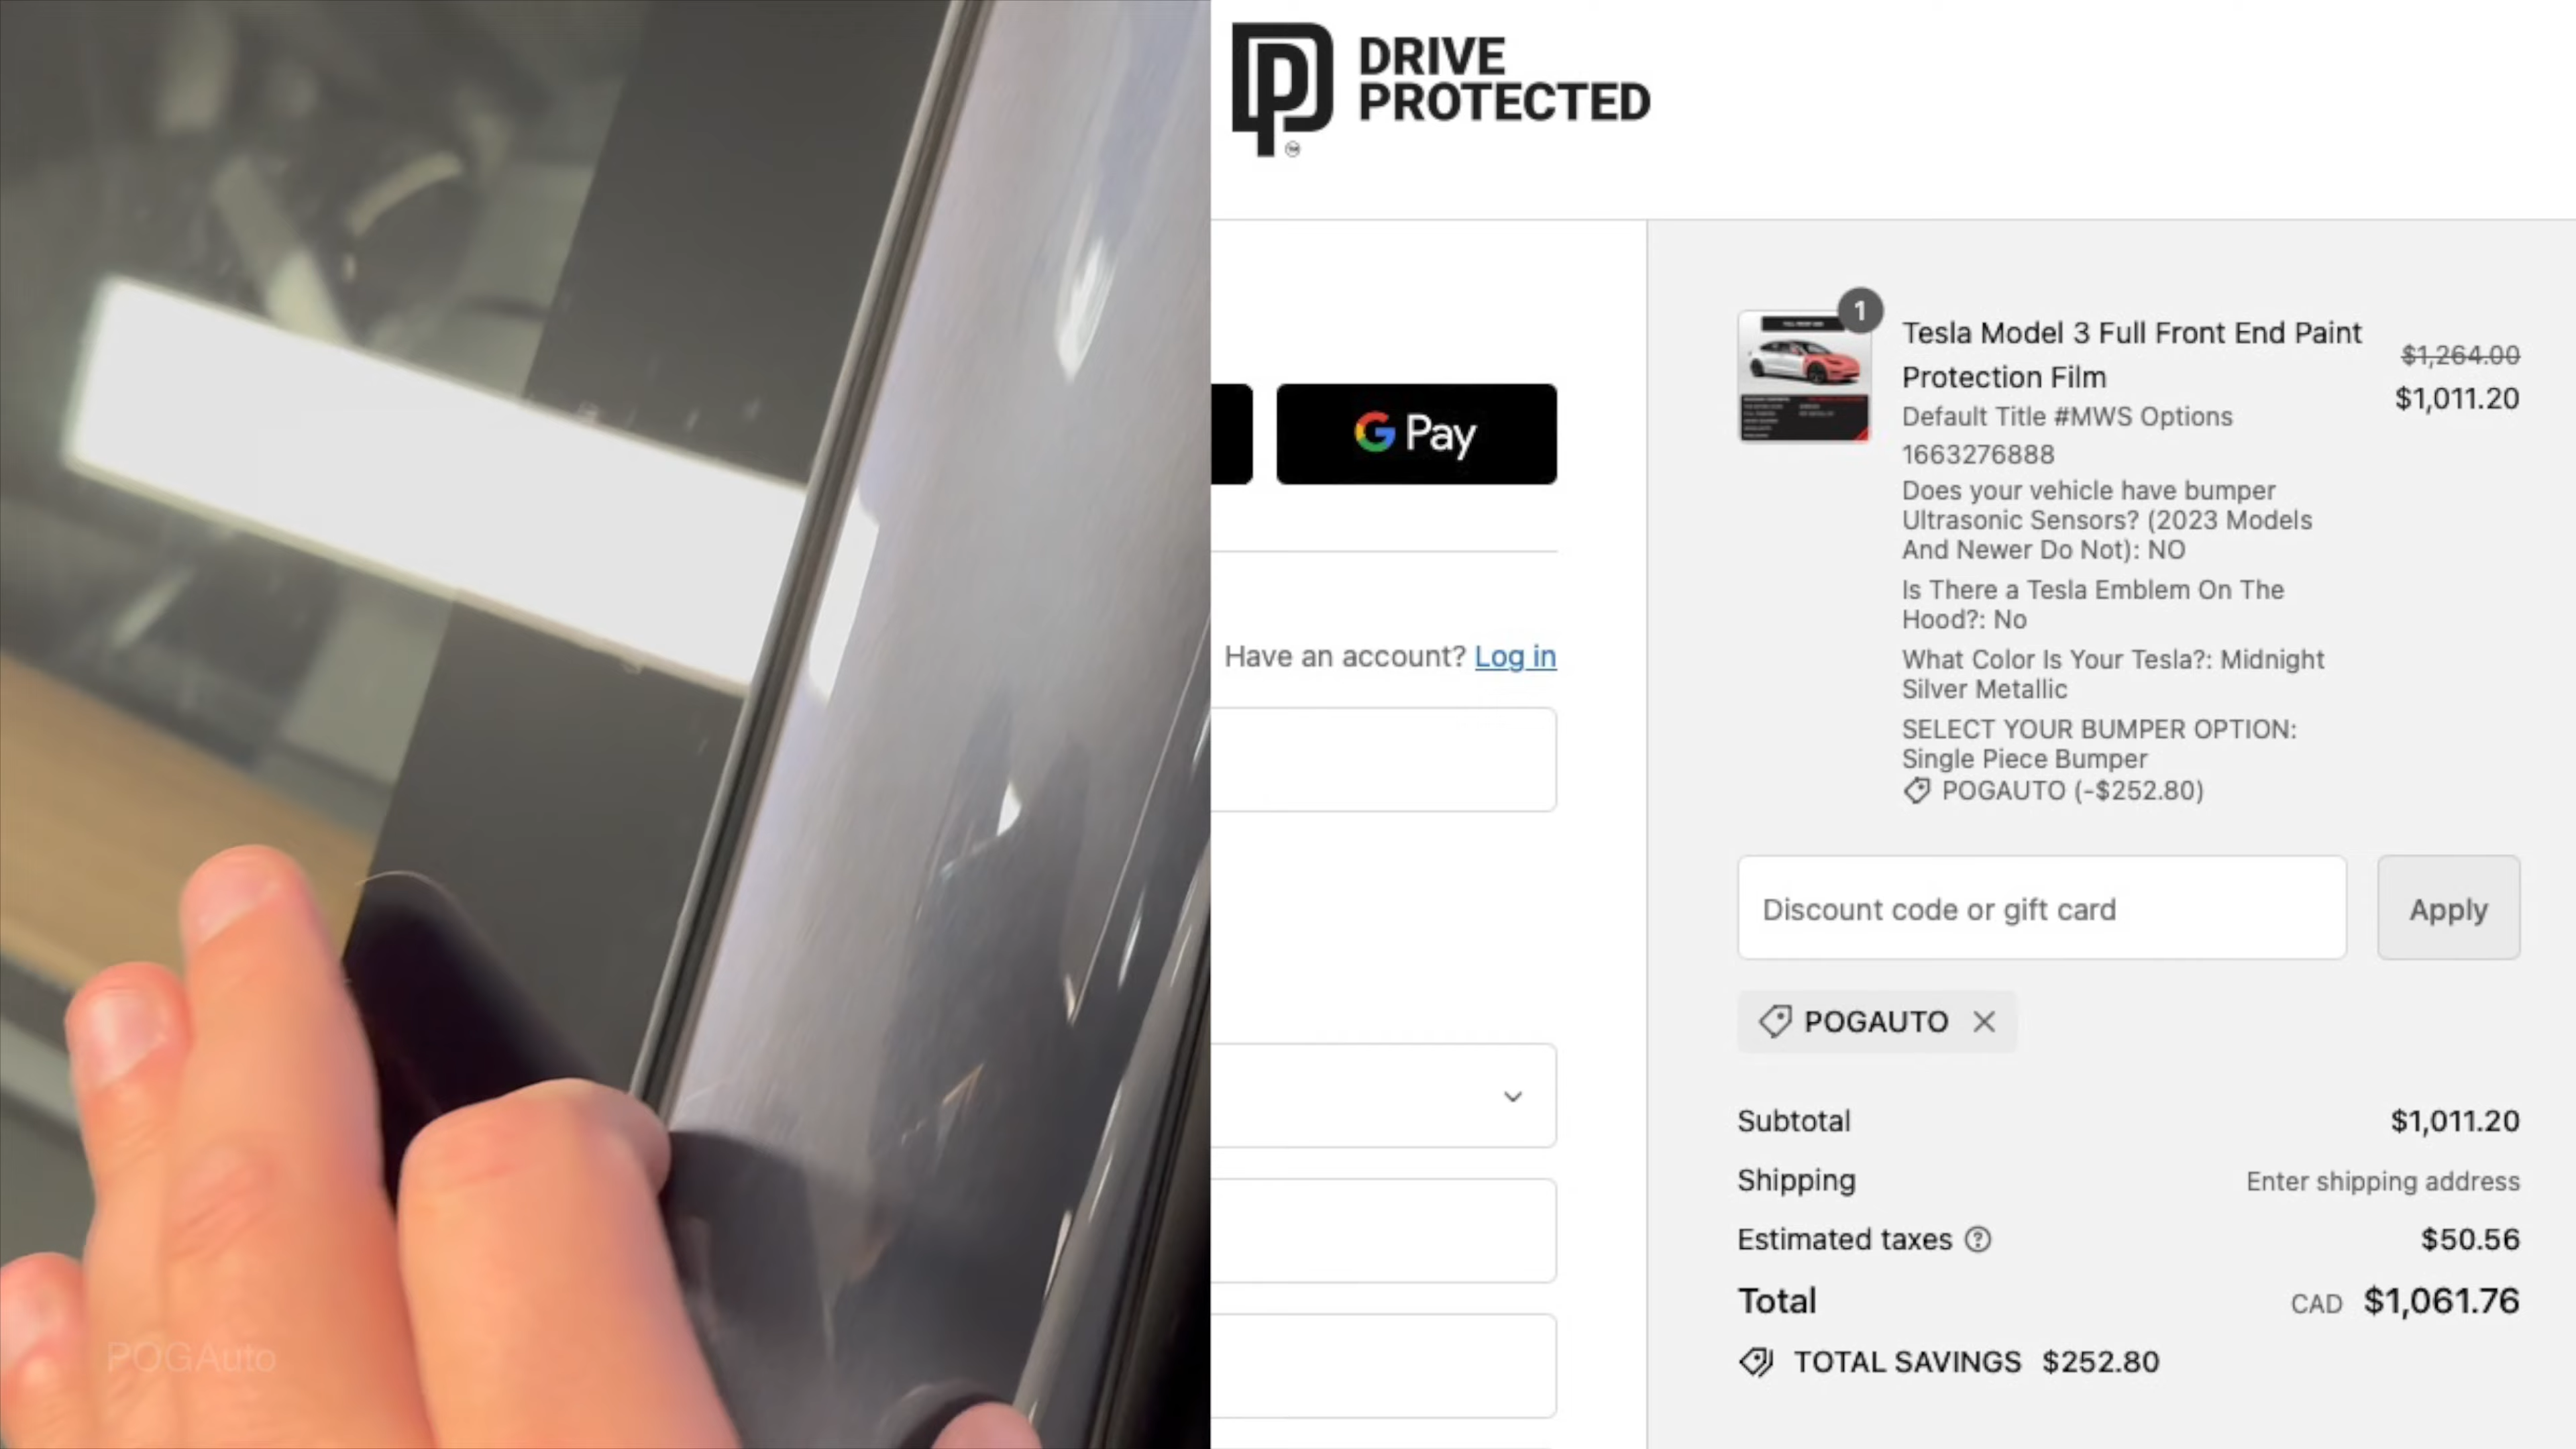 DRIVE
PROTECTED
1
Tesla Model 3 Full Front End Paint
Protection Film
$1,264.00
$1,011.20
Default Title #MWS Options
1663276888
Does your vehicle have bumper
Ultrasonic Sensors? (2023 Models
And Newer Do Not): NO
Is There a Tesla Emblem On The
Hood?: No
What Color Is Your Tesla?: Midnight
Silver Metallic
SELECT YOUR BUMPER OPTION:
Single Piece Bumper
POGAUTO (-$252.80)
G Pay
Have an account? Log in
Discount code or gift card
Apply
POGAUTO
Subtotal $1,011.20
Shipping Enter shipping address
Estimated taxes $50.56
Total CAD $1,061.76
TOTAL SAVINGS $252.80
POGAuto